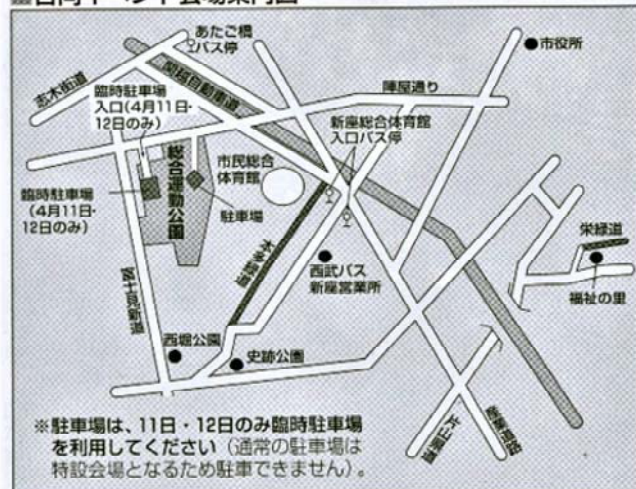 あたご橋
バス停
志木街道
関越自動車道
市役所
陣屋通り
臨時駐車場
入口(4月11日・
12日のみ)
新座総合体育館
入口バス停
総合運動公園
市民総合
体育館
臨時駐車場
(4月11日・
12日のみ)
駐車場
本多緑道
栄緑道
西武バス
新座営業所
福祉の里
西堀公園
史跡公園
産業道路
※駐車場は、11日・12日のみ臨時駐車場
を利用してください(通常の駐車場は
特設会場となるため駐車できません)。